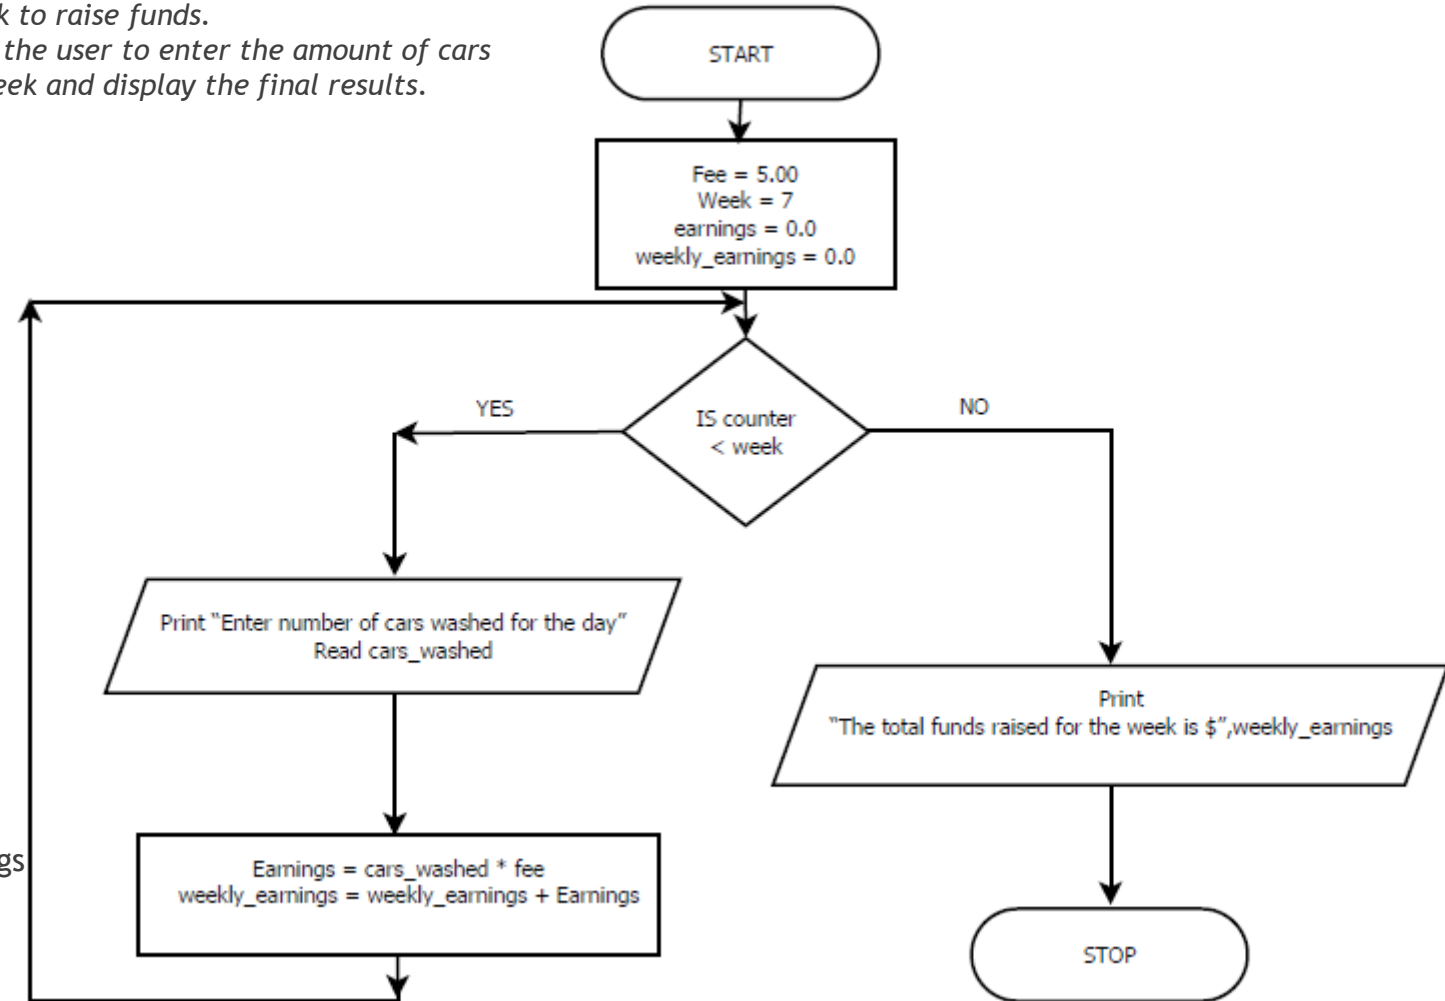 k to raise funds.
the user to enter the amount of cars
eek and display the final results.
START
Fee = 5.00
Week = 7
earnings = 0.0
weekly_earnings = 0.0
YES
IS counter
< week
NO
Print “Enter number of cars washed for the day”
Read cars_washed
Print
“The total funds raised for the week is $”,weekly_earnings
gs
Earnings = cars_washed * fee
weekly_earnings = weekly_earnings + Earnings
STOP